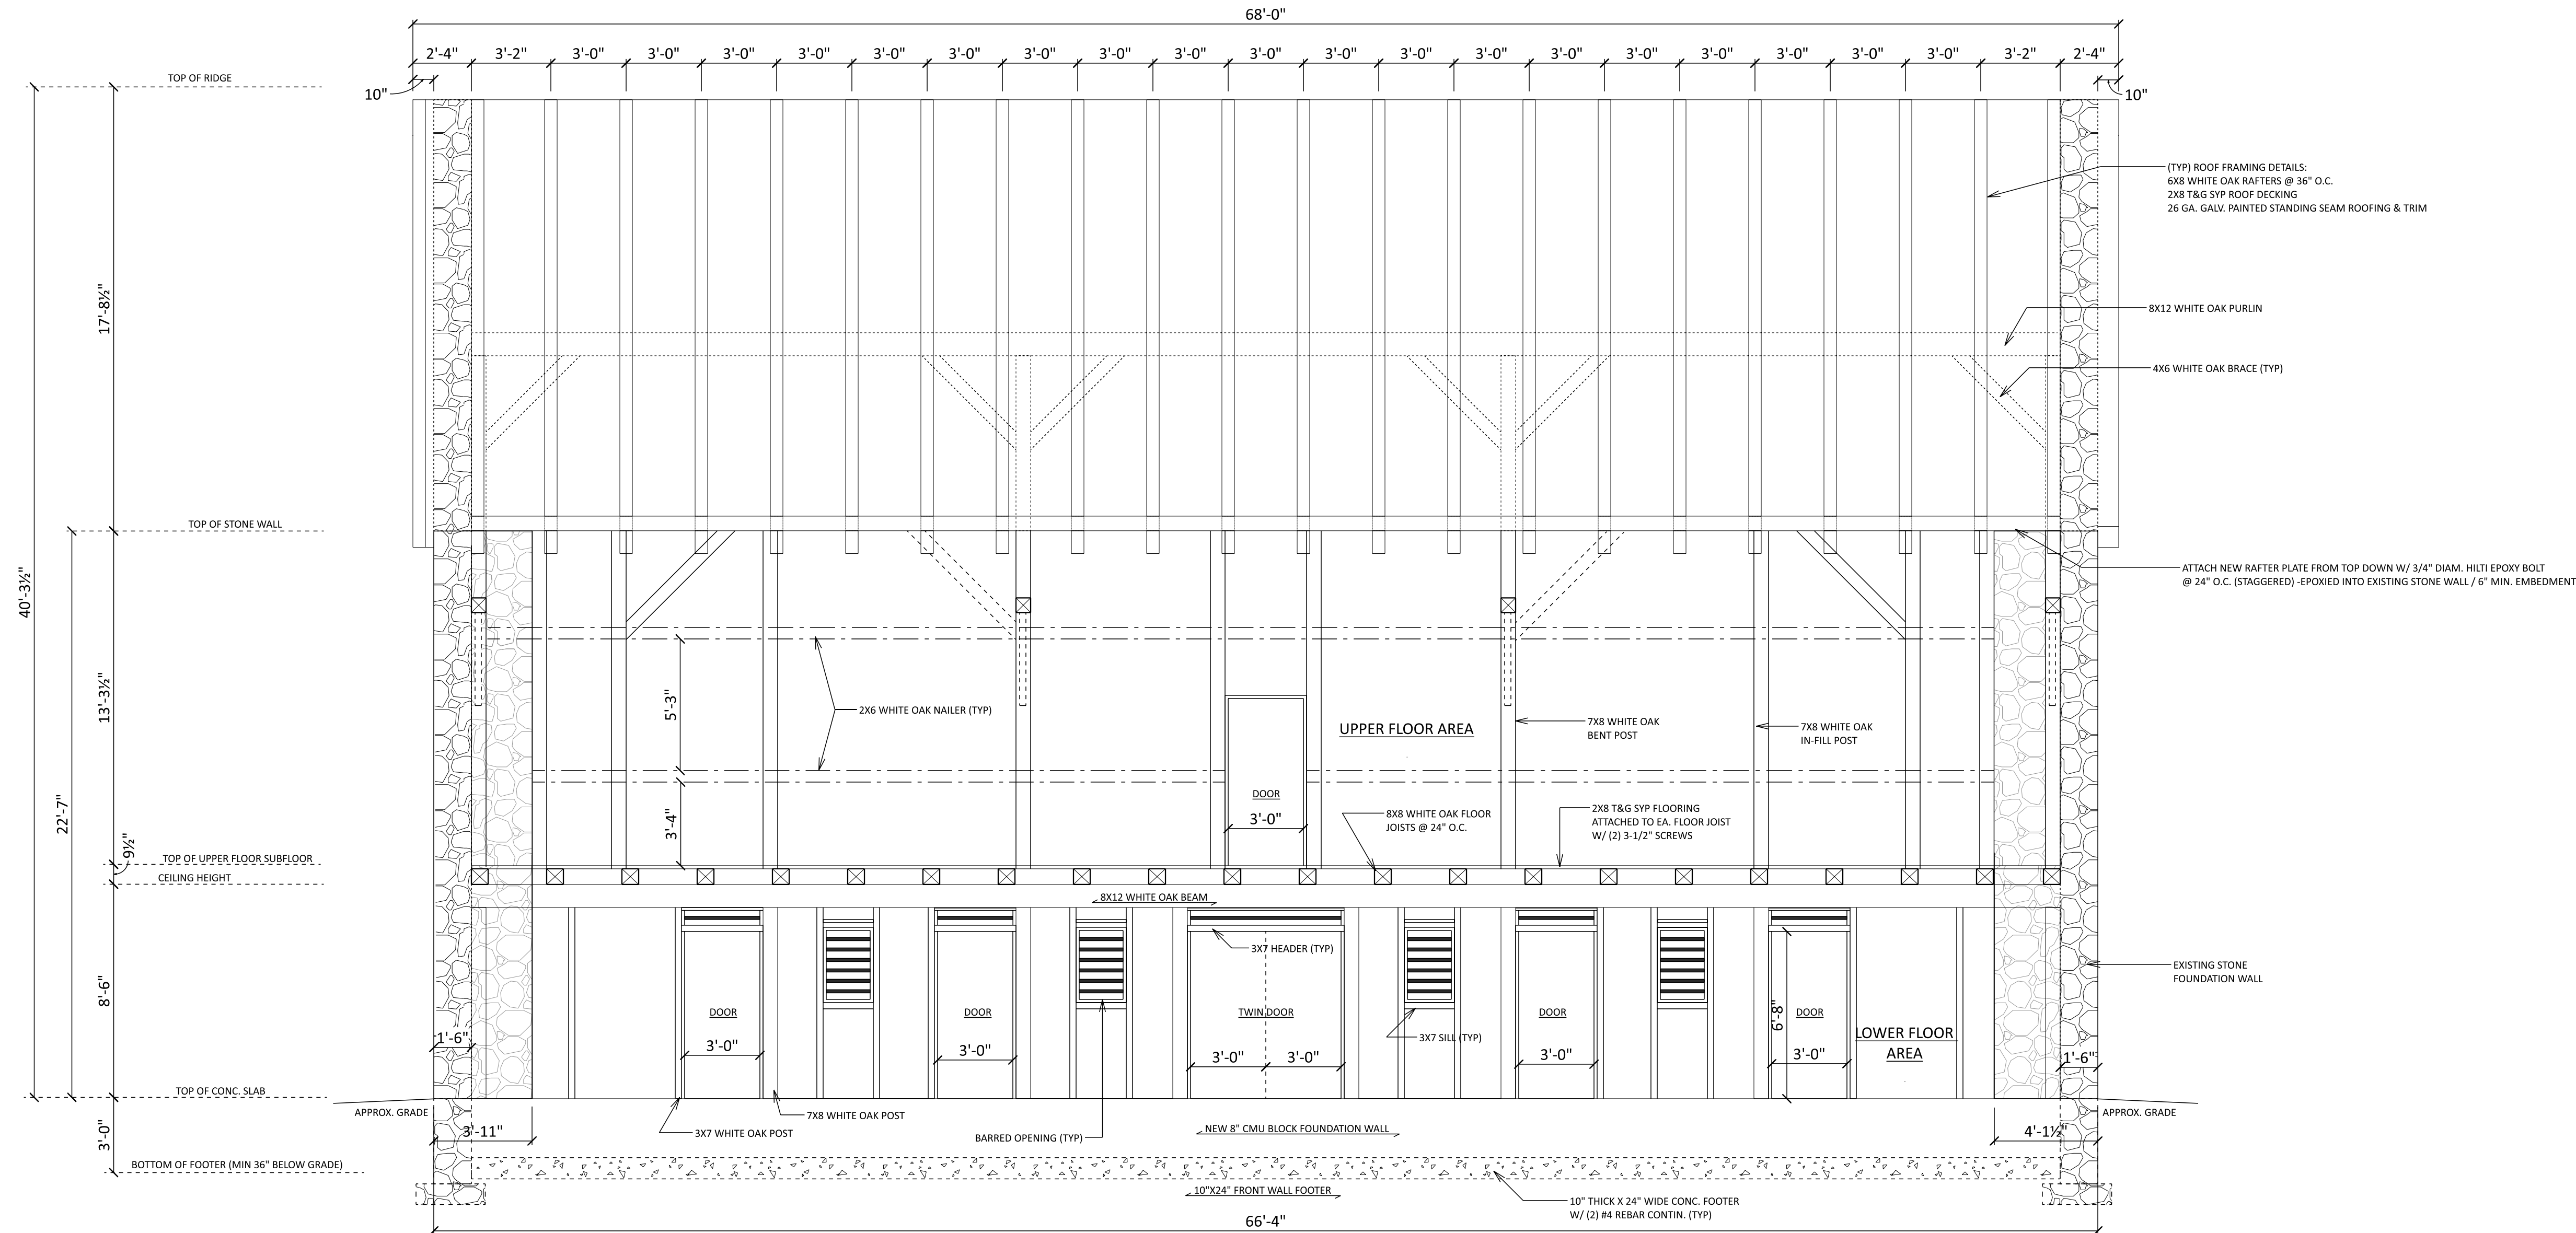 68'-0"
2'-4" 3'-2" 3'-0" 3'-0" 3'-0" 3'-0" 3'-0" 3'-0" 3'-0" 3'-0" 3'-0" 3'-0" 3'-0" 3'-0" 3'-0" 3'-0" 3'-0" 3'-0" 3'-0" 3'-0" 3'-0" 3'-2" 2'-4"
TOP OF RIDGE
10"
10"
(TYP) ROOF FRAMING DETAILS:
6X8 WHITE OAK RAFTERS @ 36" O.C.
2X8 T&G SYP ROOF DECKING
26 GA. GALV. PAINTED STANDING SEAM ROOFING & TRIM
17'-8½"
8X12 WHITE OAK PURLIN
4X6 WHITE OAK BRACE (TYP)
TOP OF STONE WALL
ATTACH NEW RAFTER PLATE FROM TOP DOWN W/ 3/4" DIAM. HILTI EPOXY BOLT
@ 24" O.C. (STAGGERED) -EPOXIED INTO EXISTING STONE WALL / 6" MIN. EMBEDMENT
40'-3½"
13'-3½"
5'-3"
2X6 WHITE OAK NAILER (TYP)
UPPER FLOOR AREA
7X8 WHITE OAK
BENT POST
7X8 WHITE OAK
IN-FILL POST
22'-7"
DOOR
3'-0"
3'-4"
8X8 WHITE OAK FLOOR
JOISTS @ 24" O.C.
2X8 T&G SYP FLOORING
ATTACHED TO EA. FLOOR JOIST
W/ (2) 3-1/2" SCREWS
9½"
TOP OF UPPER FLOOR SUBFLOOR
CEILING HEIGHT
8X12 WHITE OAK BEAM
3X7 HEADER (TYP)
EXISTING STONE
FOUNDATION WALL
8'-6"
DOOR
DOOR
TWIN DOOR
DOOR
DOOR
6'-8"
LOWER FLOOR
AREA
1'-6"
3'-0"
3'-0"
3'-0" 3'-0"
3X7 SILL (TYP)
3'-0"
3'-0"
1'-6"
TOP OF CONC. SLAB
APPROX. GRADE
APPROX. GRADE
7X8 WHITE OAK POST
3X7 WHITE OAK POST
BARRED OPENING (TYP)
NEW 8" CMU BLOCK FOUNDATION WALL
3'-11"
4'-1½"
3'-0"
BOTTOM OF FOOTER (MIN 36" BELOW GRADE)
10"X24" FRONT WALL FOOTER
10" THICK X 24" WIDE CONC. FOOTER
W/ (2) #4 REBAR CONTIN. (TYP)
66'-4"